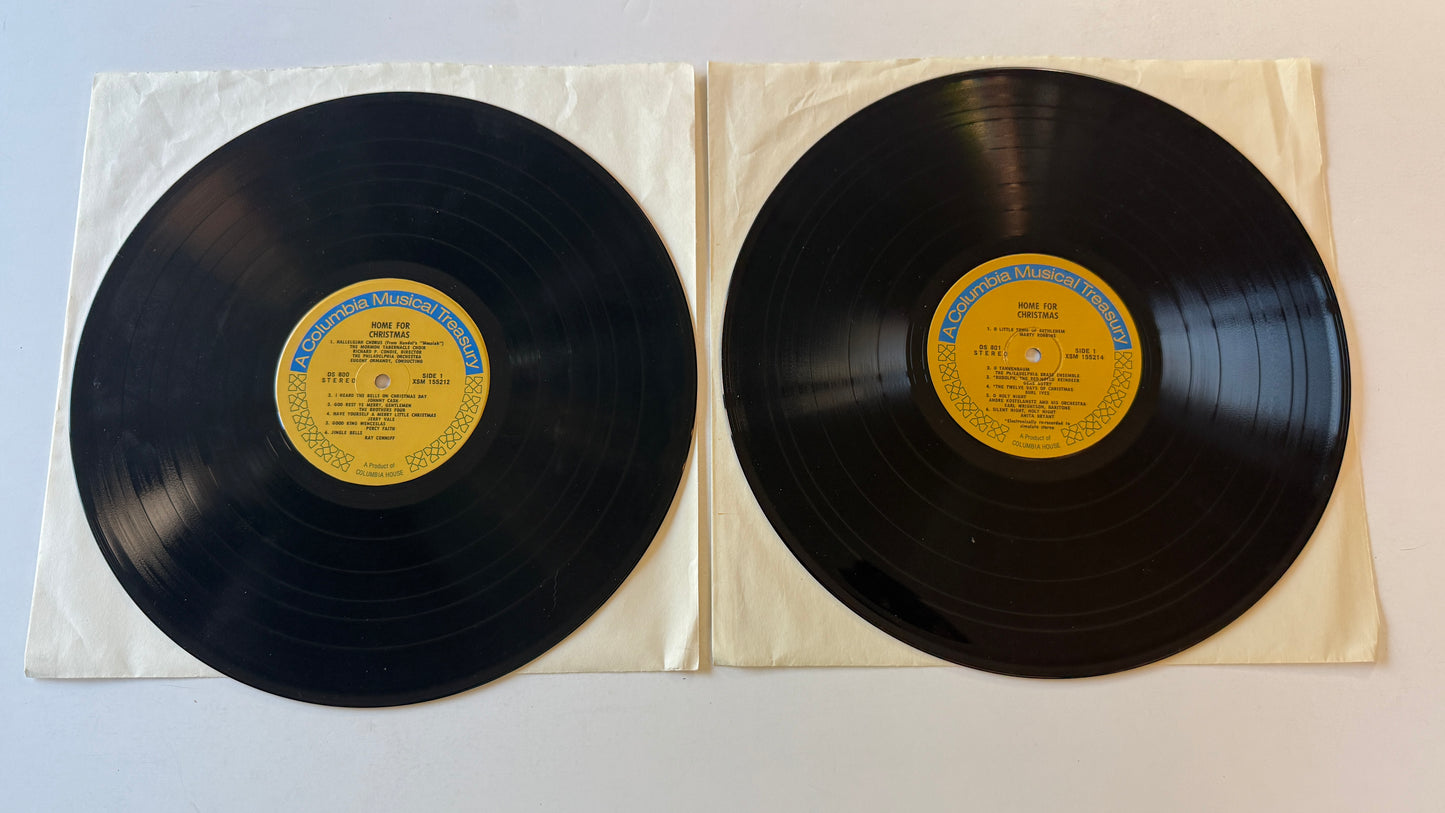 A Columbia Musical Treasury
HOME FOR
CHRISTMAS
1. HALLELUJAH CHORUS (from Handel's "Messiah")
THE MORMON TABERNACLE CHOIR
RICHARD P. CONDIE, DIRECTOR
THE PHILADELPHIA ORCHESTRA
EUGENE ORMANDY, CONDUCTING
DS 800
STEREO
SIDE 1
XSM 155212
2. I HEARD THE BELLS ON CHRISTMAS DAY
JOHNNY CASH
3. GOD REST YE MERRY, GENTLEMEN
THE BROTHERS FOUR
4. HAVE YOURSELF A MERRY LITTLE CHRISTMAS
JERRY VALE
5. GOOD KING WENCESLAS
PERCY FAITH
6. JINGLE BELLS
RAY CONNIFF
A Product of
COLUMBIA HOUSE
A Columbia Musical Treasury
HOME FOR
CHRISTMAS
1. O LITTLE TOWN OF BETHLEHEM
MARTY ROBBINS
DS 801
STEREO
SIDE 1
XSM 155214
2. O TANNENBAUM
THE PHILADELPHIA BRASS ENSEMBLE
3. *RUDOLPH, THE RED-NOSED REINDEER
GENE AUTRY
4. *THE TWELVE DAYS OF CHRISTMAS
BURL IVES
5. O HOLY NIGHT
ANDRE KOSTELANETZ AND HIS ORCHESTRA
EARL WRIGHTSON, BARITONE
6. SILENT NIGHT, HOLY NIGHT
ANITA BRYANT
*Electronically re-recorded to
simulate stereo
A Product of
COLUMBIA HOUSE